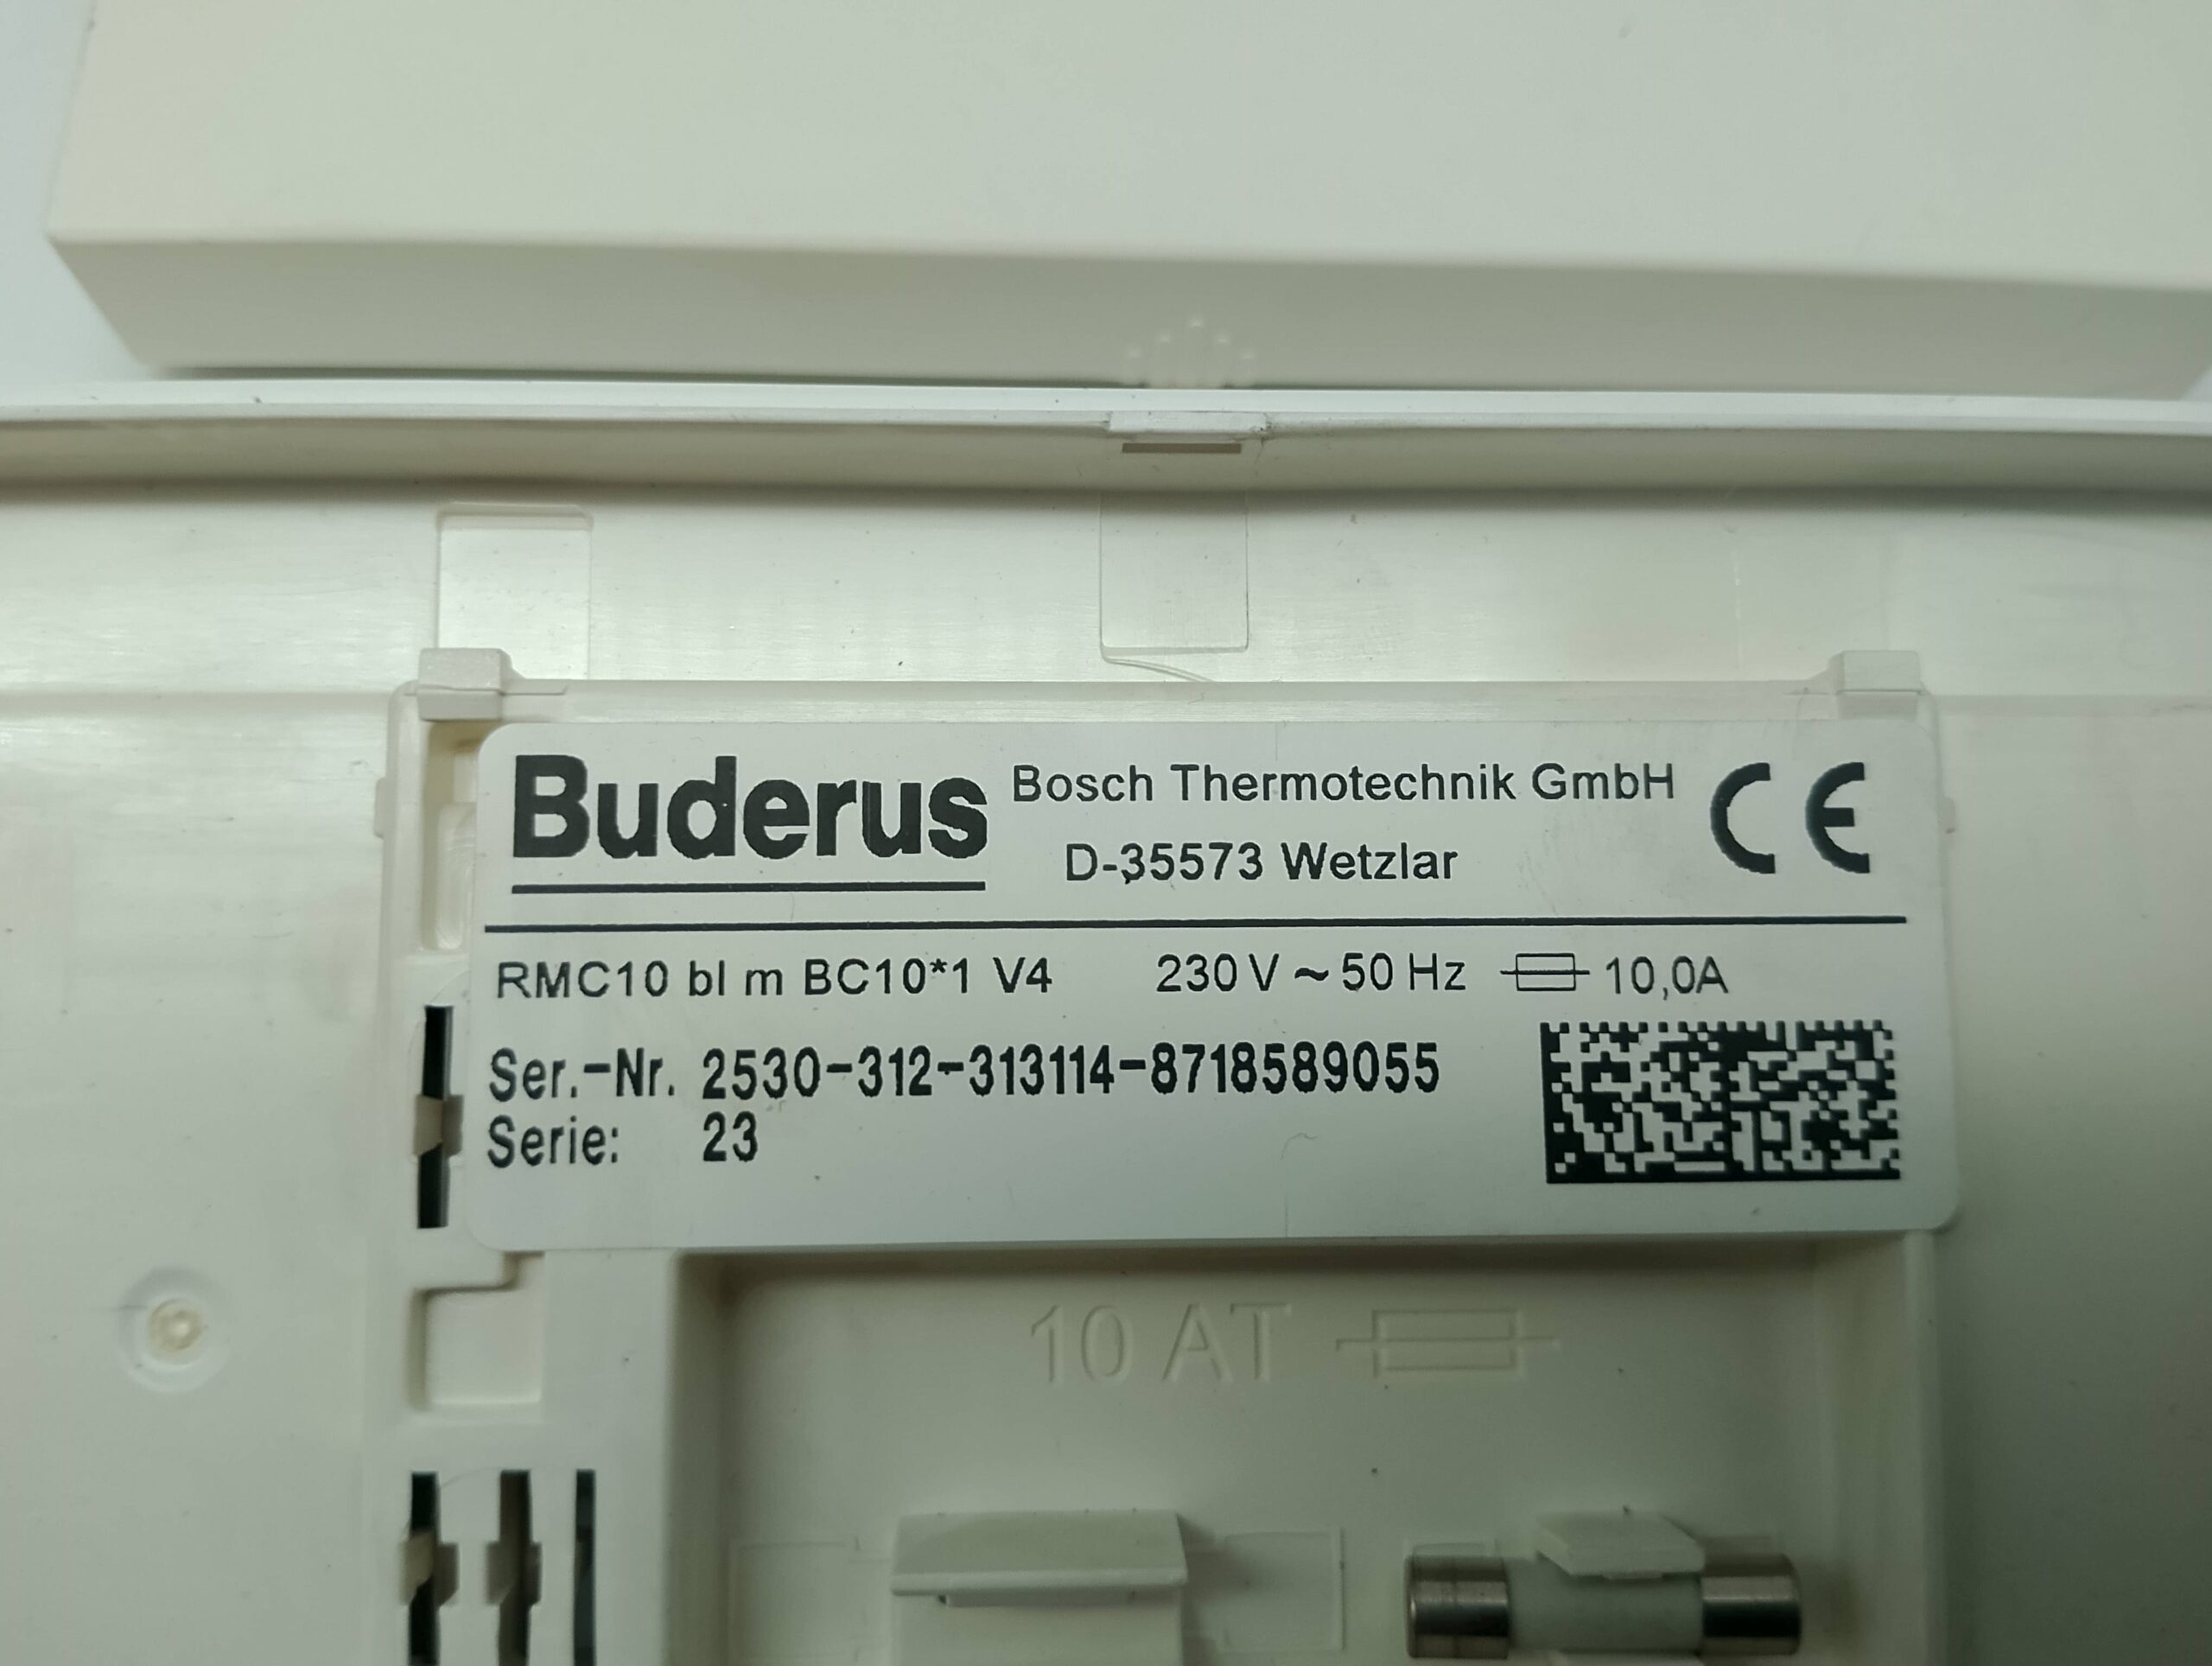 Buderus
Bosch Thermotechnik GmbH
D-35573 Wetzlar
CE
RMC10 bl m BC10*1 V4 230 V ~ 50 Hz 10,0A
Ser.-Nr. 2530-312-313114-8718589055
Serie: 23
10 AT